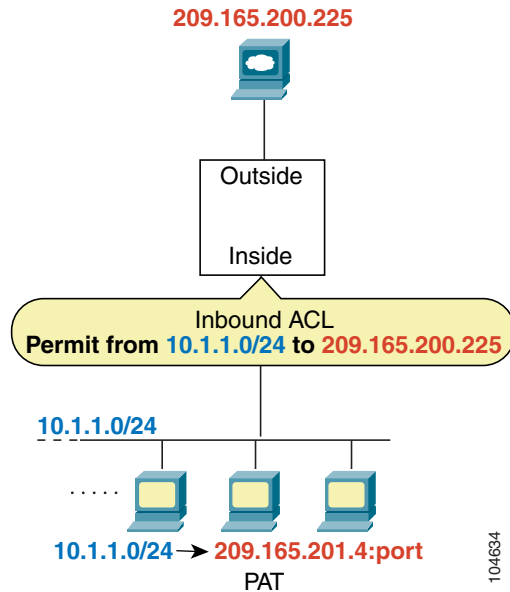 209.165.200.225
Outside
Inside
Inbound ACL
Permit from 10.1.1.0/24 to 209.165.200.225
10.1.1.0/24
10.1.1.0/24 → 209.165.201.4:port
PAT
104634